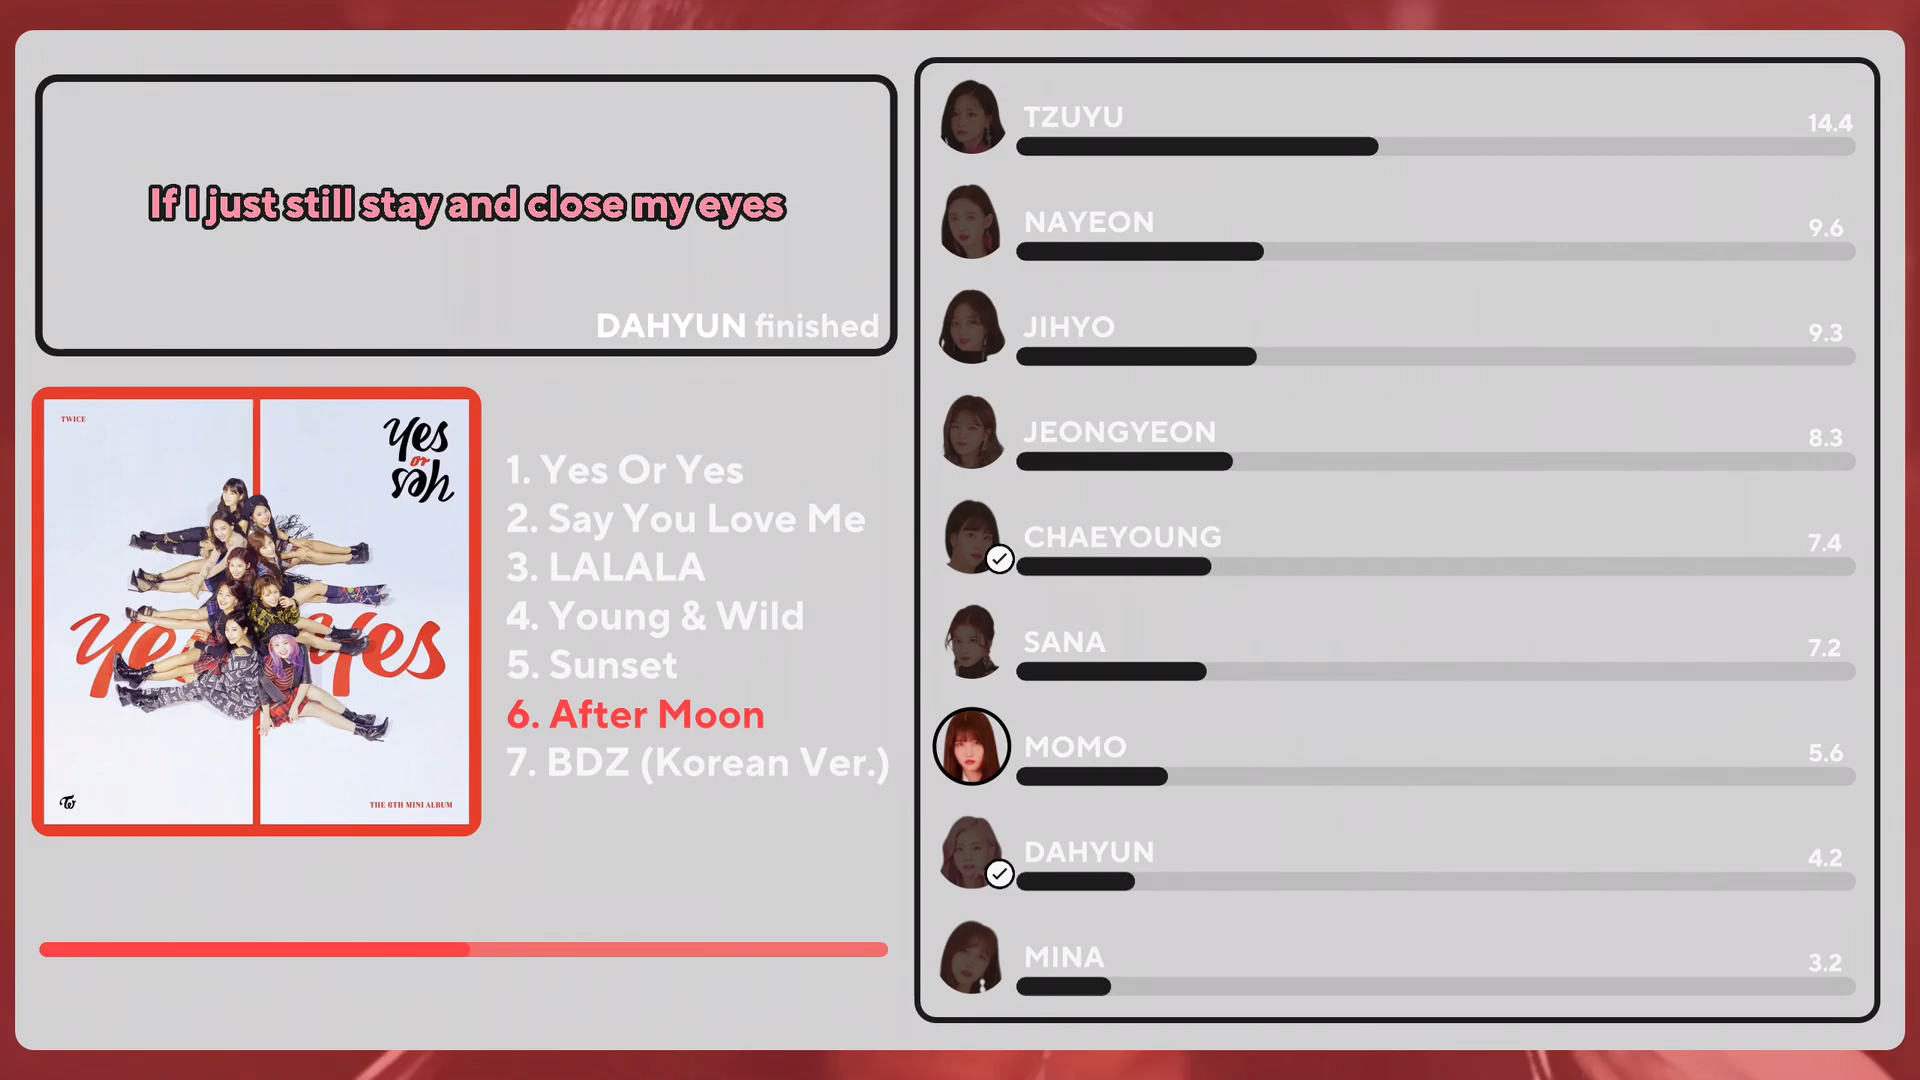 If I just still stay and close my eyes
DAHYUN finished
TWICE
Yes
or
Yes
Yes
Yes
THE 6TH MINI ALBUM
1. Yes Or Yes
2. Say You Love Me
3. LALALA
4. Young & Wild
5. Sunset
6. After Moon
7. BDZ (Korean Ver.)
TZUYU 14.4
NAYEON 9.6
JIHYO 9.3
JEONGYEON 8.3
CHAEYOUNG 7.4
SANA 7.2
MOMO 5.6
DAHYUN 4.2
MINA 3.2